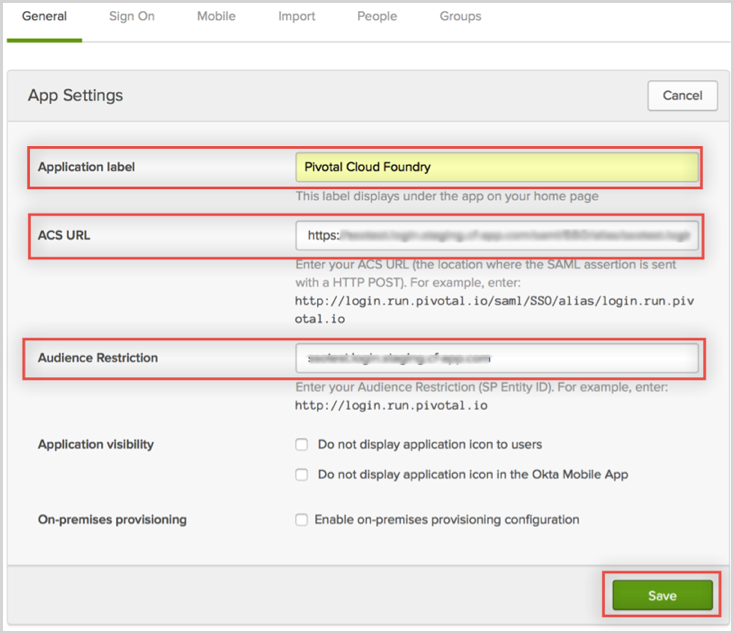 General Sign On Mobile Import People Groups
App Settings Cancel
Application label Pivotal Cloud Foundry
This label displays under the app on your home page
ACS URL https:
Enter your ACS URL (the location where the SAML assertion is sent
with a HTTP POST). For example, enter:
http://login.run.pivotal.io/saml/SSO/alias/login.run.piv
otal.io
Audience Restriction
Enter your Audience Restriction (SP Entity ID). For example, enter:
http://login.run.pivotal.io
Application visibility Do not display application icon to users
Do not display application icon in the Okta Mobile App
On-premises provisioning Enable on-premises provisioning configuration
Save